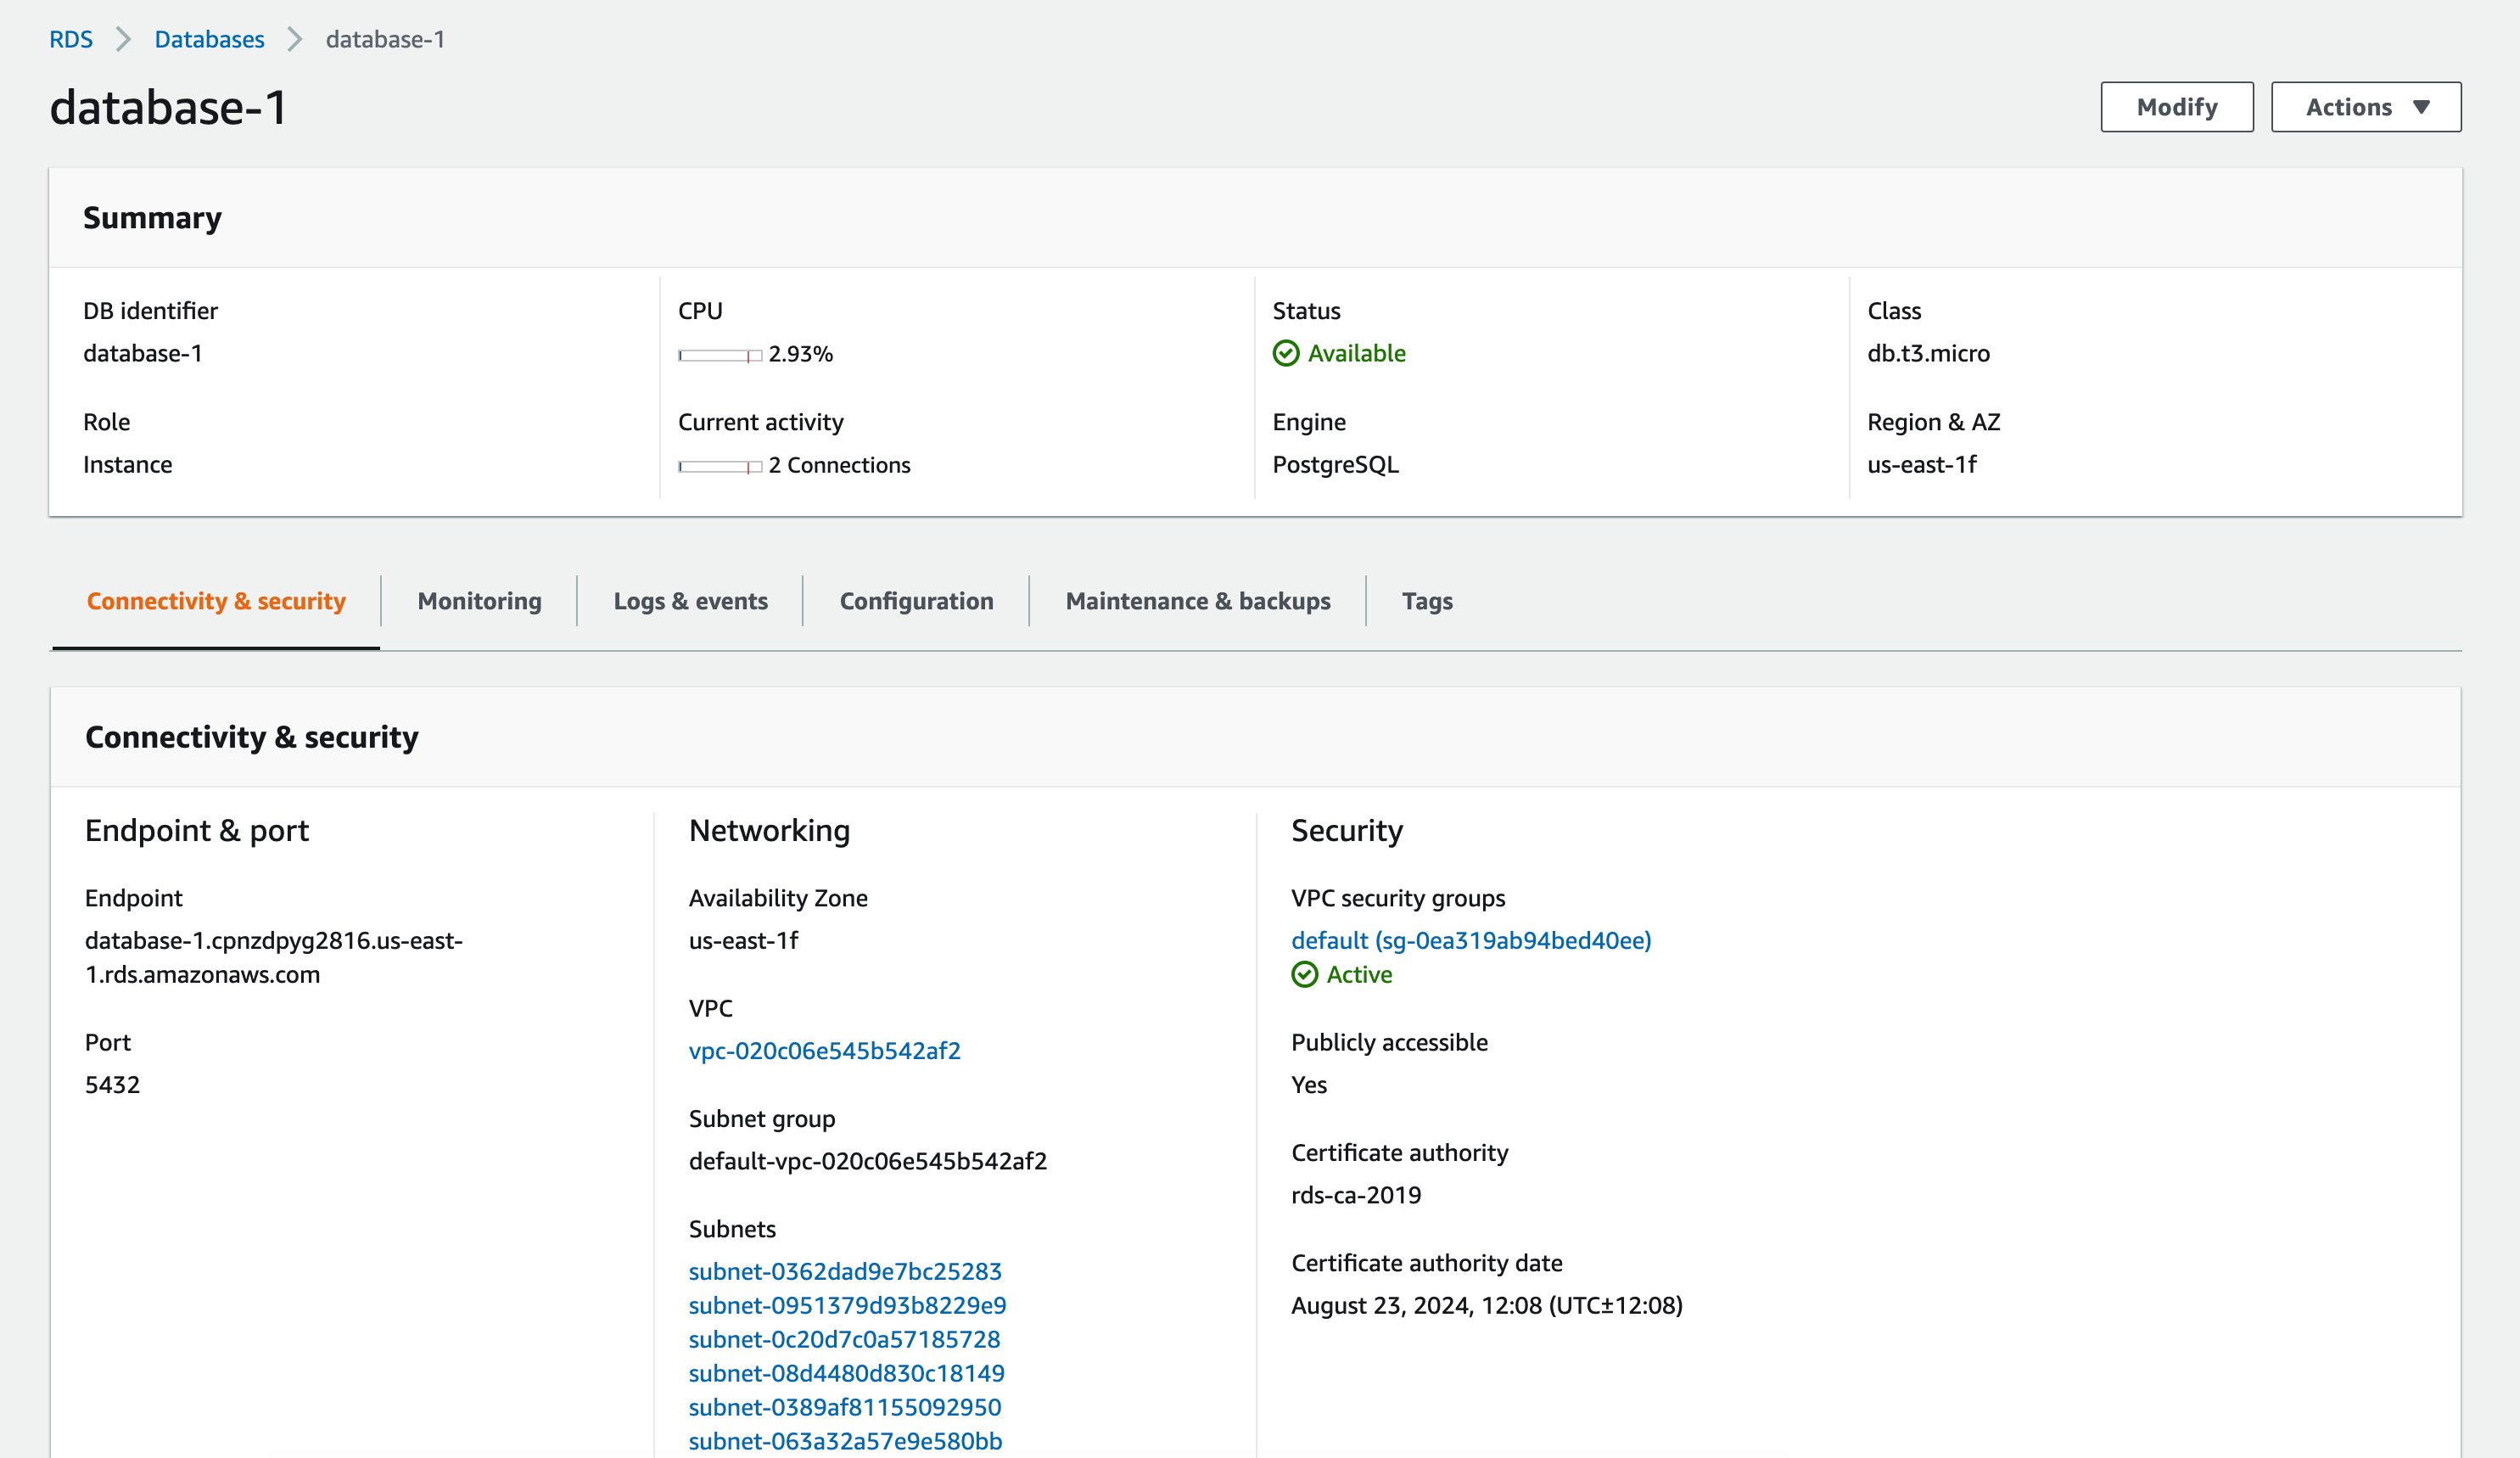 RDS
Databases
database-1
database-1
Modify
Actions
Summary
DB identifier
database-1
CPU
2.93%
Status
Available
Class
db.t3.micro
Role
Instance
Current activity
2 Connections
Engine
PostgreSQL
Region & AZ
us-east-1f
Connectivity & security
Monitoring
Logs & events
Configuration
Maintenance & backups
Tags
Connectivity & security
Endpoint & port
Endpoint
database-1.cpnzdpyg2816.us-east-
1.rds.amazonaws.com
Port
5432
Networking
Availability Zone
us-east-1f
VPC
vpc-020c06e545b542af2
Subnet group
default-vpc-020c06e545b542af2
Subnets
subnet-0362dad9e7bc25283
subnet-0951379d93b8229e9
subnet-0c20d7c0a57185728
subnet-08d4480d830c18149
subnet-0389af81155092950
subnet-063a32a57e9e580bb
Security
VPC security groups
default (sg-0ea319ab94bed40ee)
Active
Publicly accessible
Yes
Certificate authority
rds-ca-2019
Certificate authority date
August 23, 2024, 12:08 (UTC±12:08)